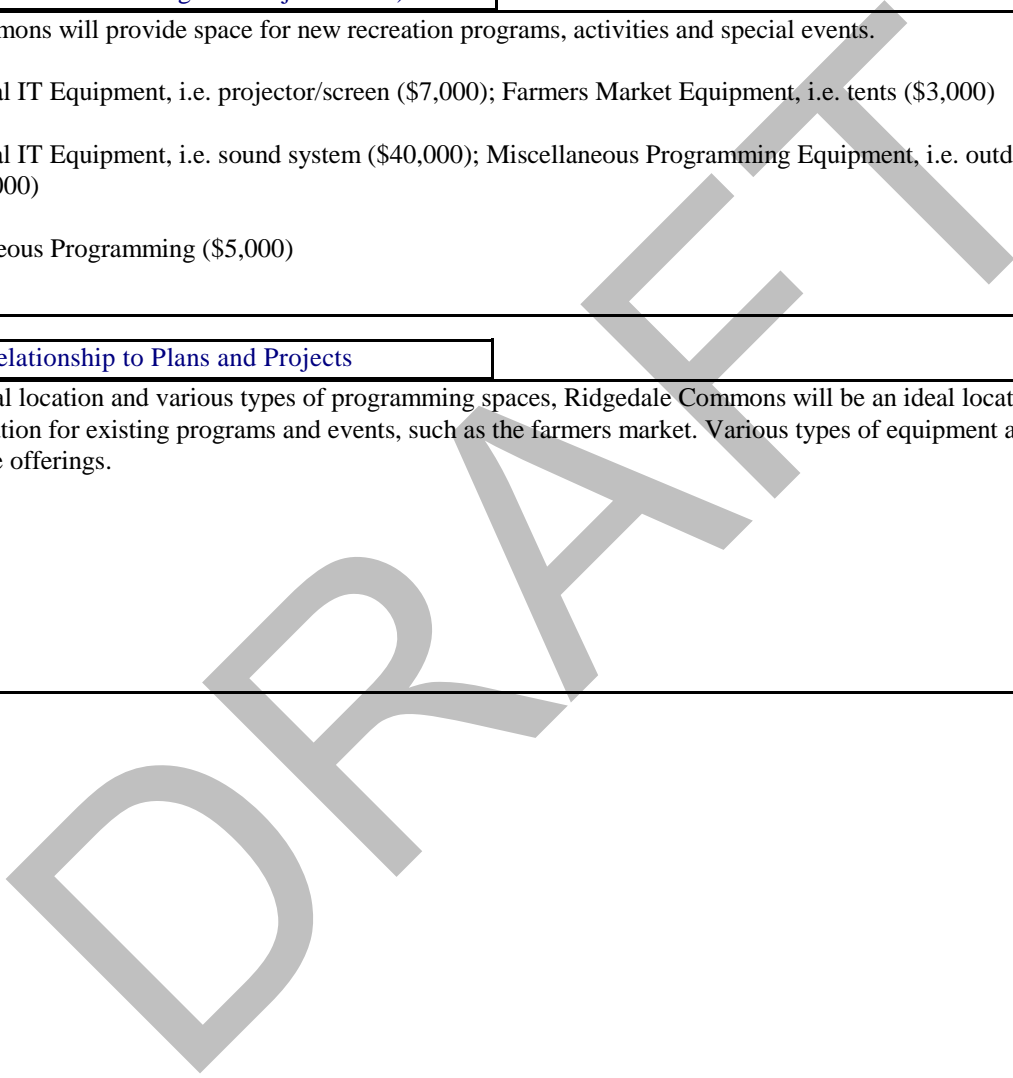 mons will provide space for new recreation programs, activities and special events.
al IT Equipment, i.e. projector/screen ($7,000); Farmers Market Equipment, i.e. tents ($3,000)
al IT Equipment, i.e. sound system ($40,000); Miscellaneous Programming Equipment, i.e. outd
000)
eous Programming ($5,000)
elationship to Plans and Projects
al location and various types of programming spaces, Ridgedale Commons will be an ideal locat
tion for existing programs and events, such as the farmers market. Various types of equipment a
e offerings.
DRAFT